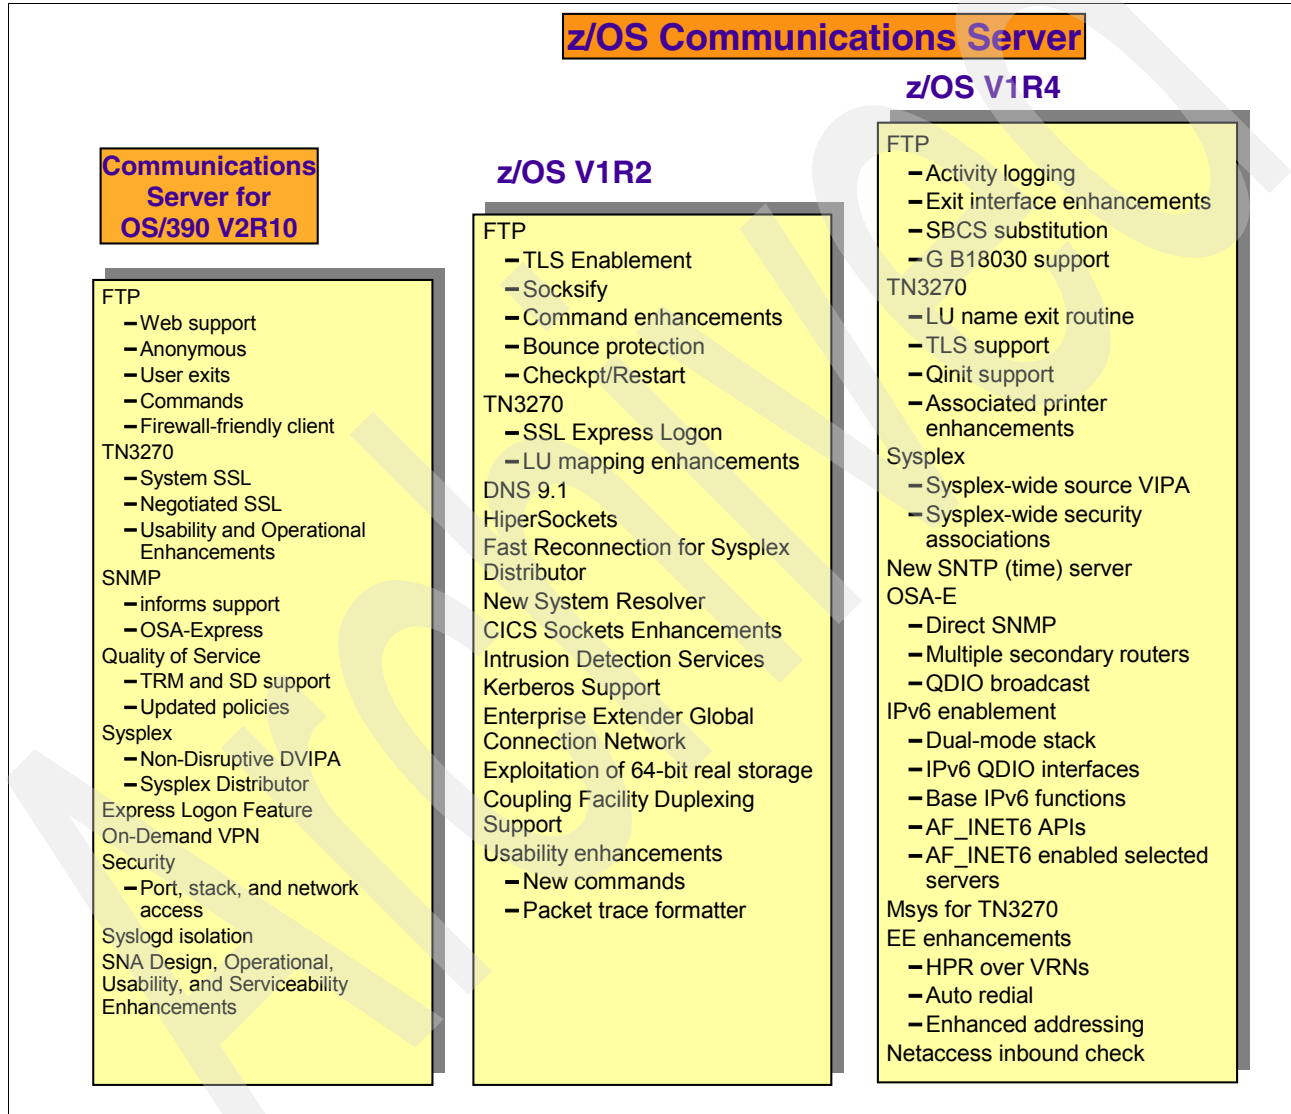 z/OS Communications Server
Communications
Server for
OS/390 V2R10
FTP
– Web support
– Anonymous
– User exits
– Commands
– Firewall-friendly client
TN3270
– System SSL
– Negotiated SSL
– Usability and Operational
Enhancements
SNMP
– informs support
– OSA-Express
Quality of Service
– TRM and SD support
– Updated policies
Sysplex
– Non-Disruptive DVIPA
– Sysplex Distributor
Express Logon Feature
On-Demand VPN
Security
– Port, stack, and network
access
Syslogd isolation
SNA Design, Operational,
Usability, and Serviceability
Enhancements
z/OS V1R2
FTP
– TLS Enablement
– Socksify
– Command enhancements
– Bounce protection
– Checkpt/Restart
TN3270
– SSL Express Logon
– LU mapping enhancements
DNS 9.1
HiperSockets
Fast Reconnection for Sysplex
Distributor
New System Resolver
CICS Sockets Enhancements
Intrusion Detection Services
Kerberos Support
Enterprise Extender Global
Connection Network
Exploitation of 64-bit real storage
Coupling Facility Duplexing
Support
Usability enhancements
– New commands
– Packet trace formatter
z/OS V1R4
FTP
– Activity logging
– Exit interface enhancements
– SBCS substitution
– G B18030 support
TN3270
– LU name exit routine
– TLS support
– Qinit support
– Associated printer
enhancements
Sysplex
– Sysplex-wide source VIPA
– Sysplex-wide security
associations
New SNTP (time) server
OSA-E
– Direct SNMP
– Multiple secondary routers
– QDIO broadcast
IPv6 enablement
– Dual-mode stack
– IPv6 QDIO interfaces
– Base IPv6 functions
– AF_INET6 APIs
– AF_INET6 enabled selected
servers
Msys for TN3270
EE enhancements
– HPR over VRNs
– Auto redial
– Enhanced addressing
Netaccess inbound check
Archived